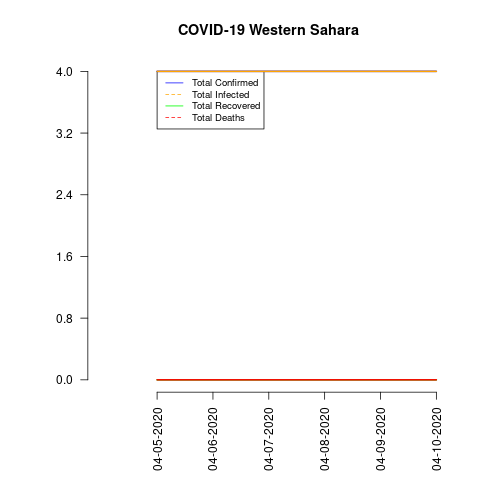 COVID-19 Western Sahara
4.0
3.2
2.4
1.6
0.8
0.0
Total Confirmed
Total Infected
Total Recovered
Total Deaths
04-05-2020
04-06-2020
04-07-2020
04-08-2020
04-09-2020
04-10-2020